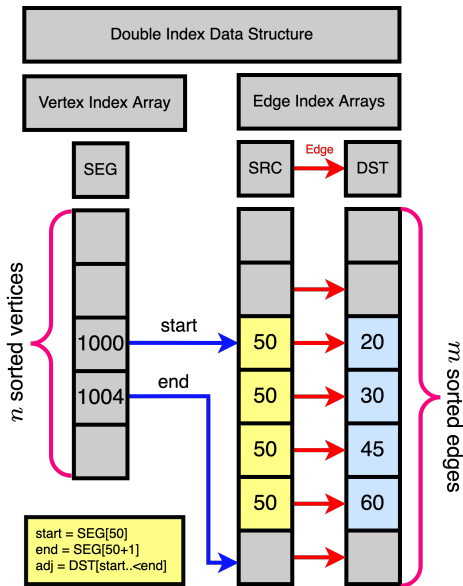 Double Index Data Structure
Vertex Index Array
Edge Index Arrays
SEG
SRC
Edge
DST
n sorted vertices
1000
1004
start
end
50
50
50
50
20
30
45
60
m sorted edges
start = SEG[50]
end = SEG[50+1]
adj = DST[start..<end]